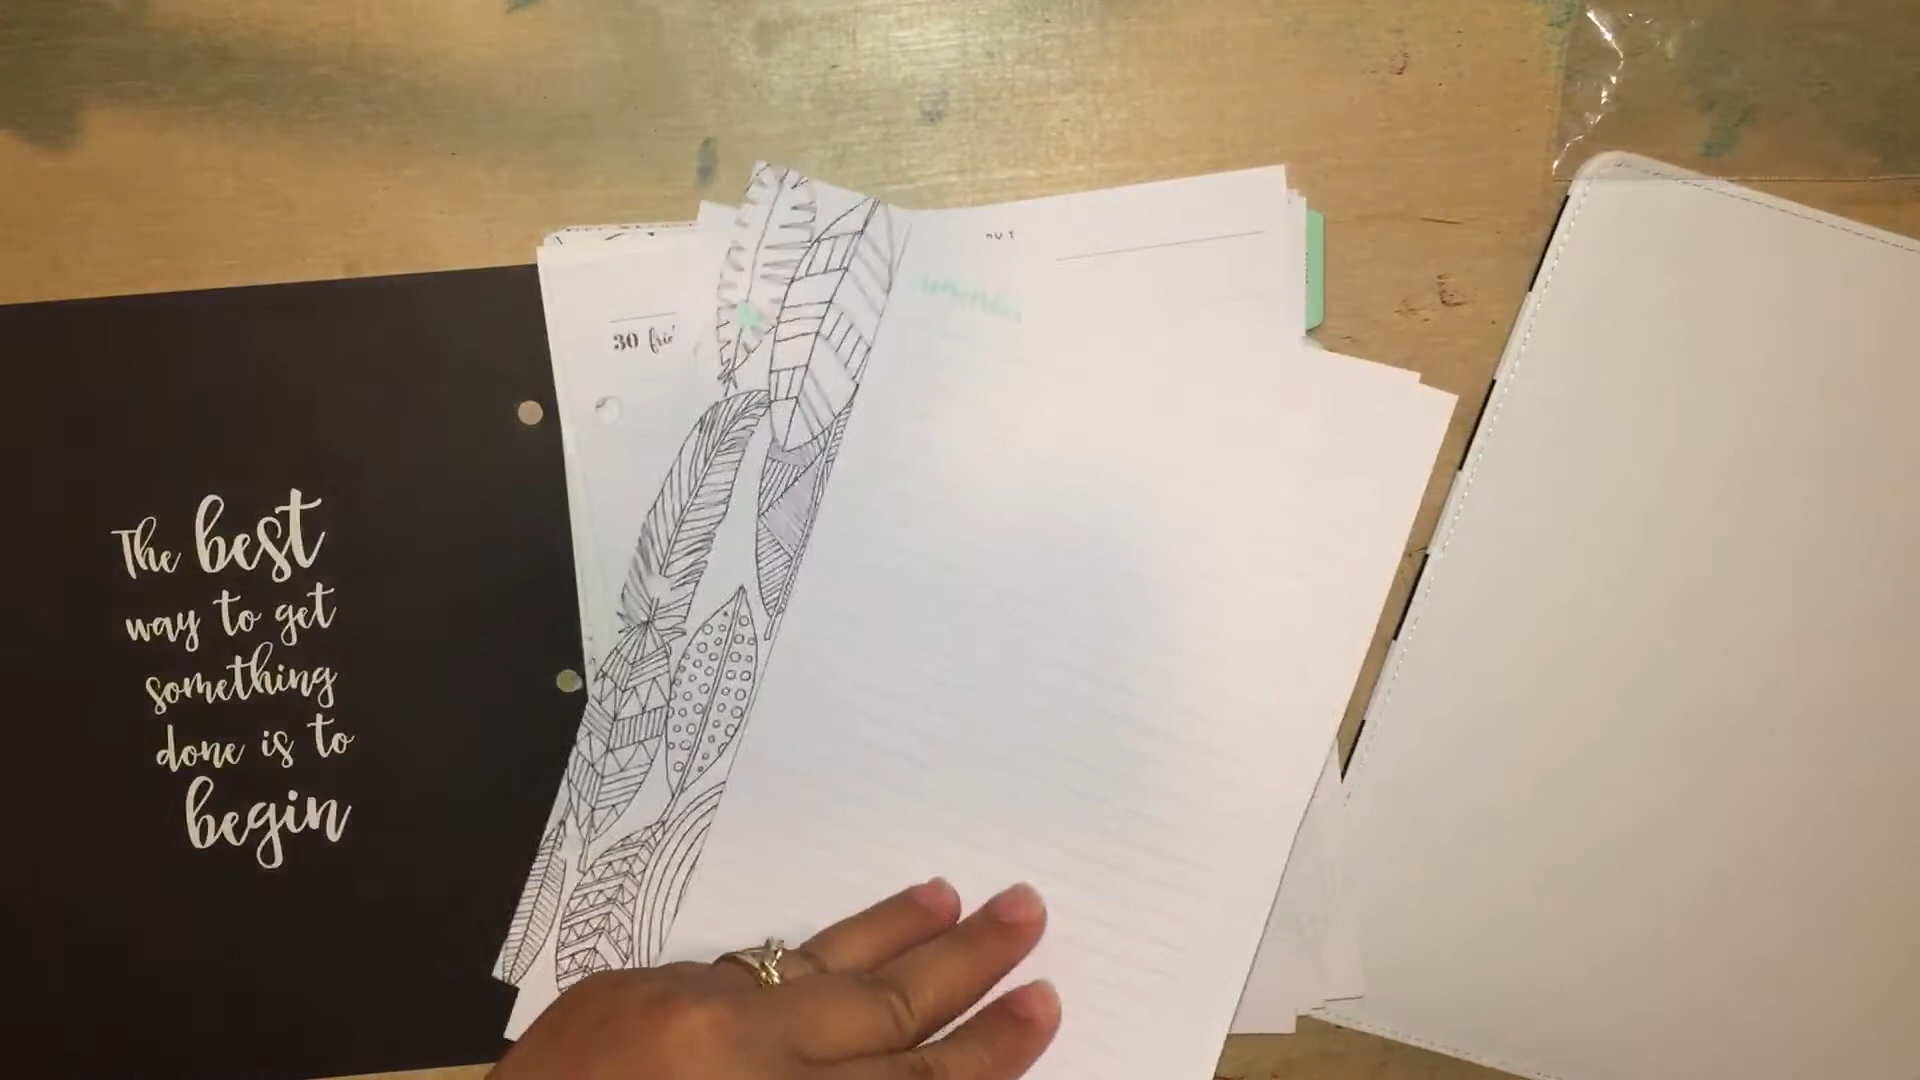 The best
way to get
something
done is to
begin
30